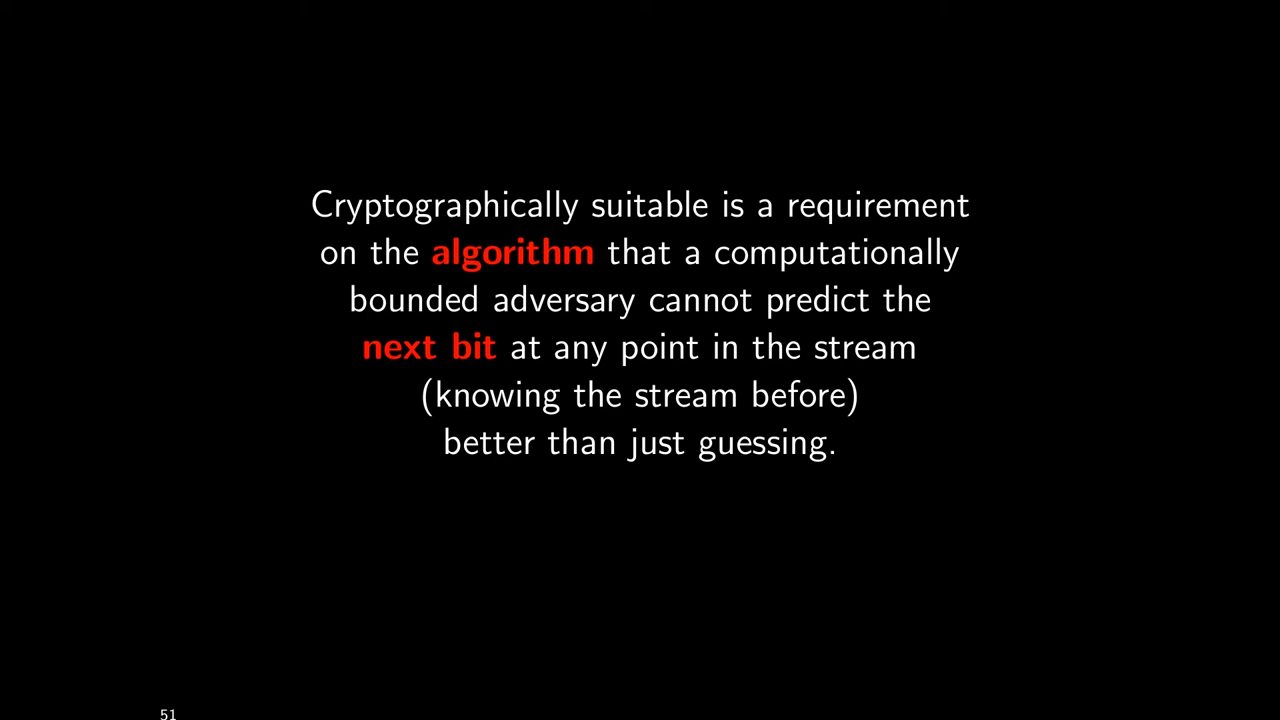 Cryptographically suitable is a requirement
on the algorithm that a computationally
bounded adversary cannot predict the
next bit at any point in the stream
(knowing the stream before)
better than just guessing.
51